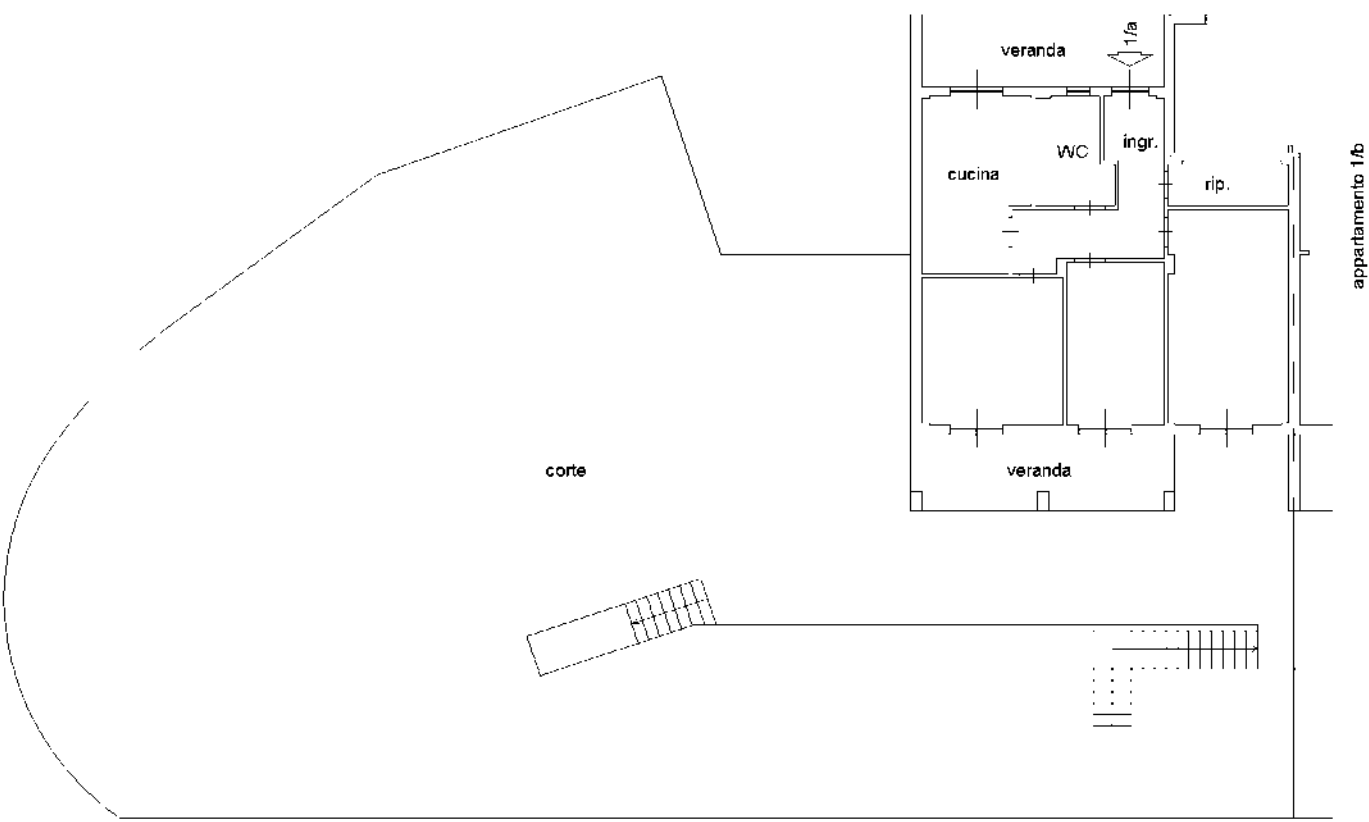 1/a
veranda
ingr.
WC
cucina
rip.
appartamento 1/b
corte
veranda